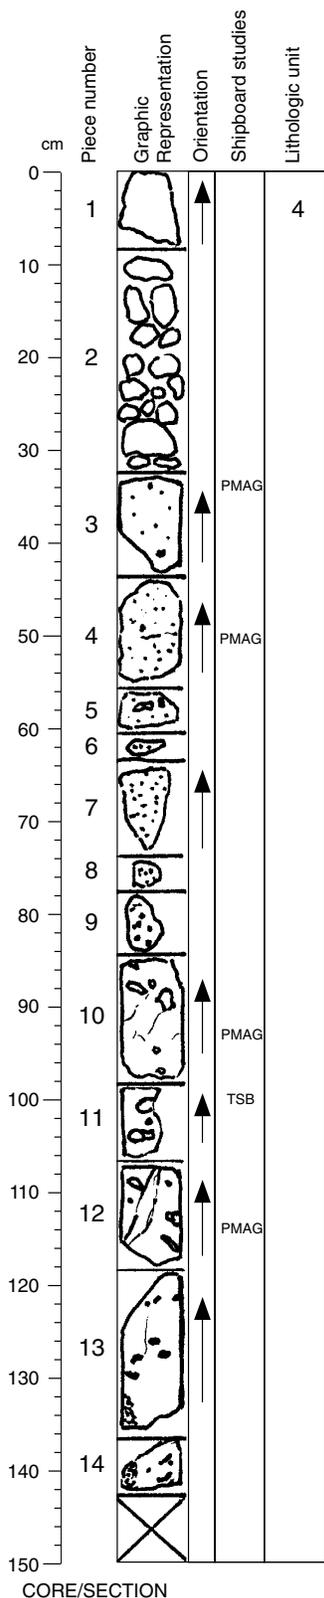 cm
Piece number
Graphic
Representation
Orientation
Shipboard studies
Lithologic unit
0
1
4
10
2
20
30
PMAG
3
40
4
50
PMAG
5
60
6
7
70
8
80
9
90
10
PMAG
100
TSB
11
110
12
PMAG
120
13
130
14
140
150
CORE/SECTION